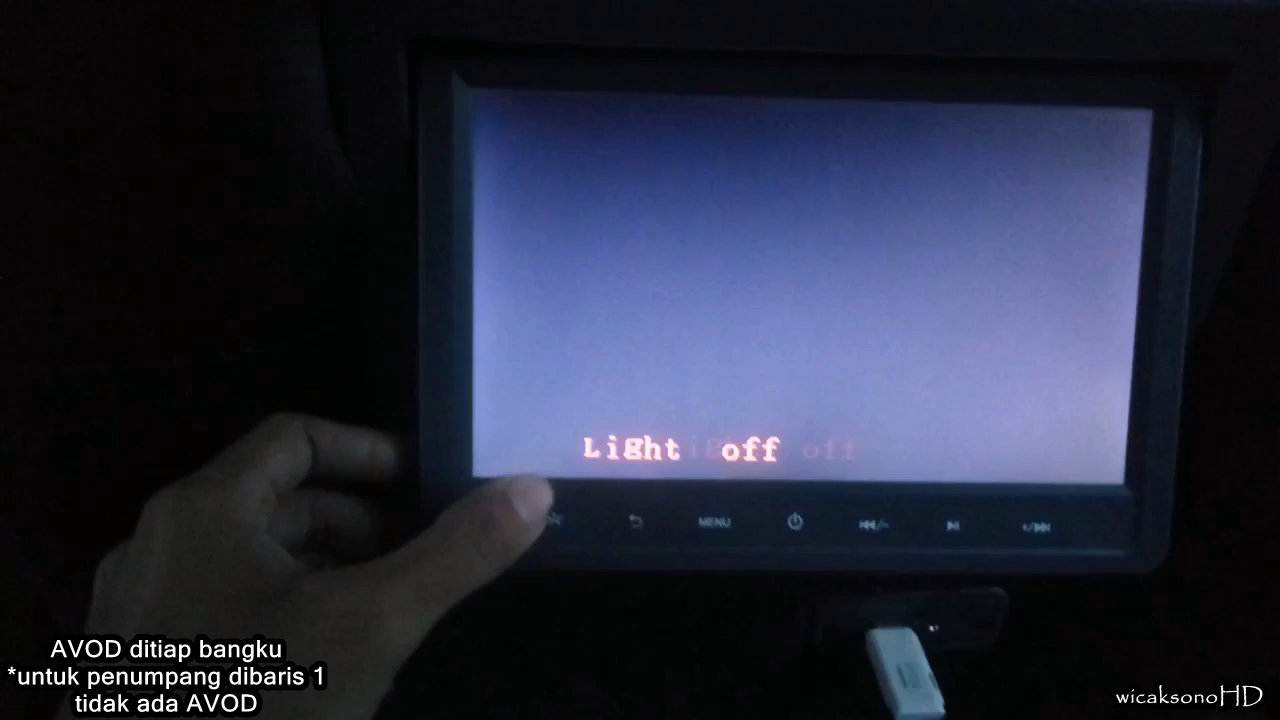 Light off
MENU
AVOD ditiap bangku
*untuk penumpang dibaris 1
tidak ada AVOD
wicaksonoHD